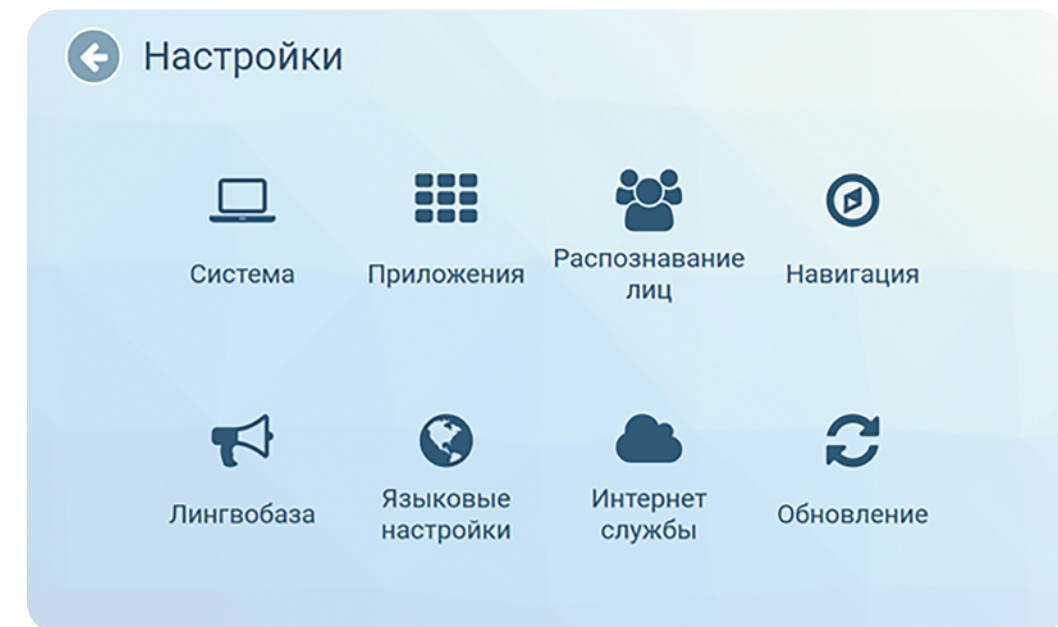 Настройки
Система
Приложения
Распознавание
лиц
Навигация
Лингвобаза
Языковые
настройки
Интернет
службы
Обновление